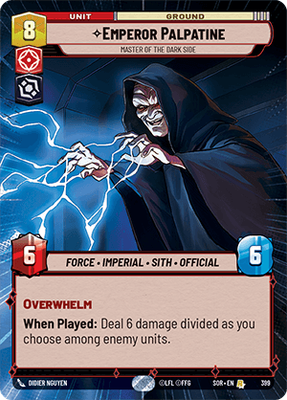 UNIT GROUND
8
EMPEROR PALPATINE
MASTER OF THE DARK SIDE
6 6
FORCE • IMPERIAL • SITH • OFFICIAL
OVERWHELM
When Played: Deal 6 damage divided as you
choose among enemy units.
DIDIER NGUYEN ©LFL ©FFG SOR • EN 399